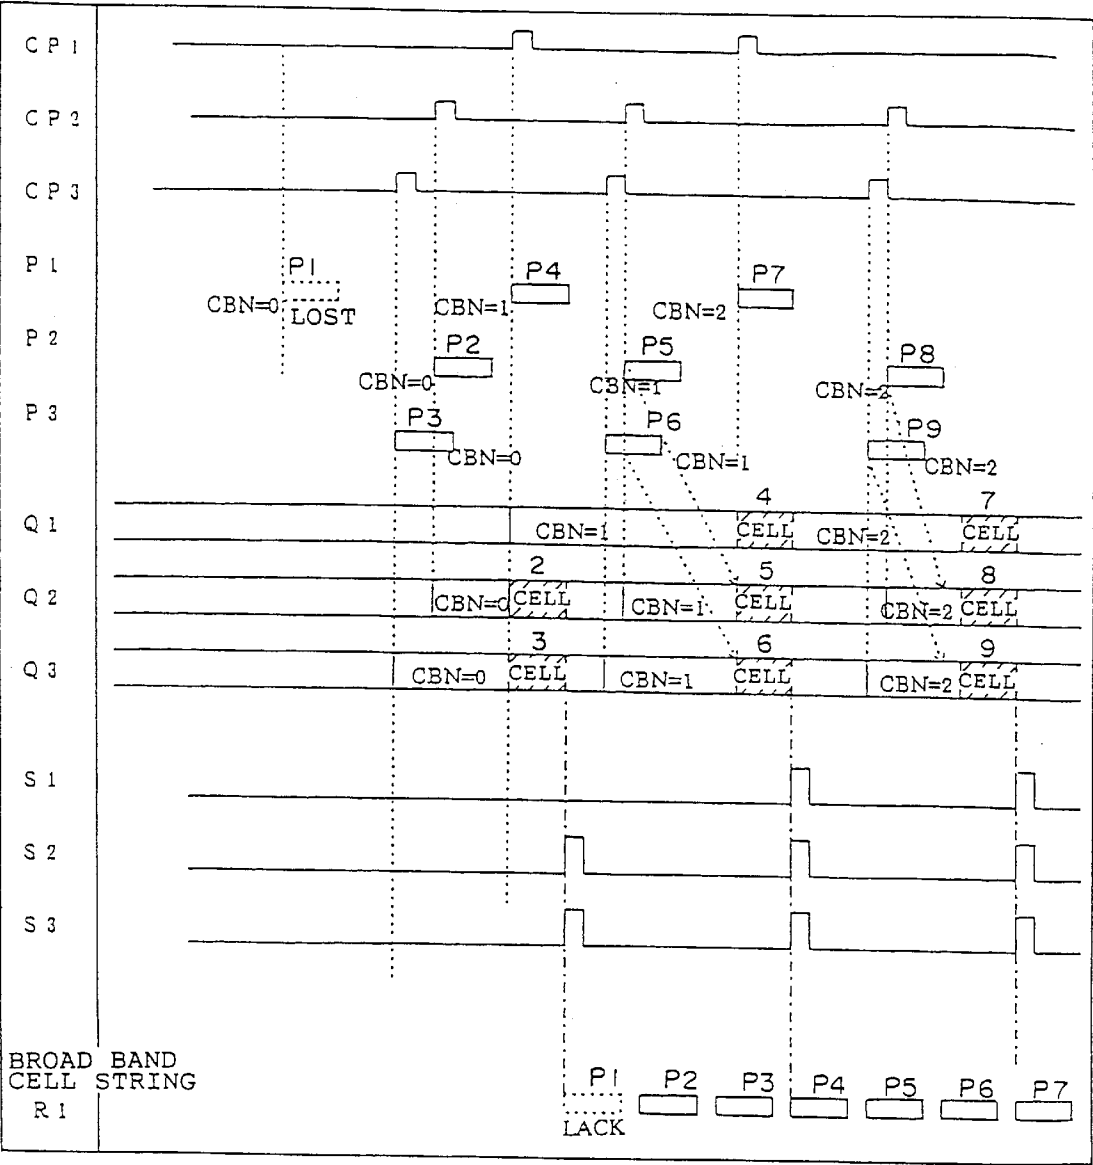 CP1
CP2
CP3
P1
P1
P4
P7
CBN=0
LOST
CBN=1
CBN=2
P2
P2
P5
P8
CBN=0
CBN=1
CBN=2
P3
P3
P6
P9
CBN=0
CBN=1
CBN=2
4
7
Q1
CBN=1
CELL
CBN=2
CELL
2
5
8
Q2
CBN=0
CELL
CBN=1
CELL
CBN=2
CELL
3
6
9
Q3
CBN=0
CELL
CBN=1
CELL
CBN=2
CELL
S1
S2
S3
BROAD BAND
CELL STRING
R1
P1
P2
P3
P4
P5
P6
P7
LACK